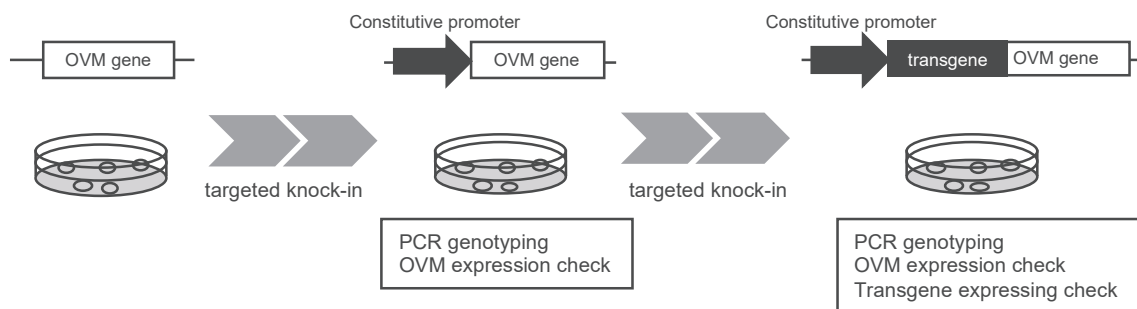 Constitutive promoter
Constitutive promoter
OVM gene
OVM gene
transgene
OVM gene
targeted knock-in
targeted knock-in
PCR genotyping
OVM expression check
PCR genotyping
OVM expression check
Transgene expressing check